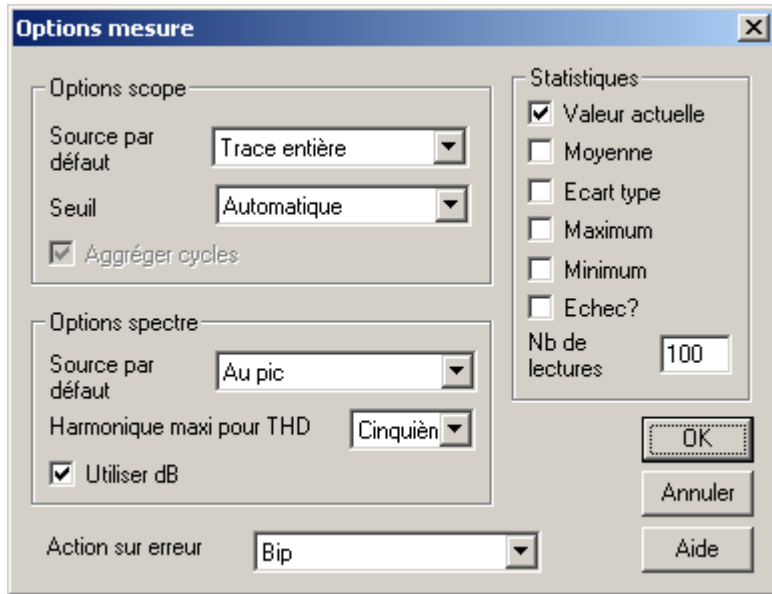 Options mesure
Options scope
Source par
défaut
Trace entière
Seuil
Automatique
Aggréger cycles
Options spectre
Source par
défaut
Au pic
Harmonique maxi pour THD
Cinquièn
Utiliser dB
Action sur erreur
Bip
Statistiques
Valeur actuelle
Moyenne
Ecart type
Maximum
Minimum
Echec?
Nb de
lectures
100
OK
Annuler
Aide